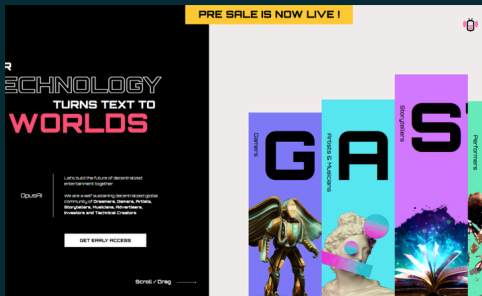 PRE SALE IS NOW LIVE !
R
ECHNOLOGY
TURNS TEXT TO
WORLDS
OpusAI
Let's build the future of decentralized
entertainment together.
We are a self sustaining decentralized global
community of Dreamers, Gamers, Artists,
Storytellers, Musicians, Advertisers,
Investors and Technical Creators
GET EARLY ACCESS
Scroll / Drag
Gamers
G
Artists & Musicians
A
Storytellers
S
Performers